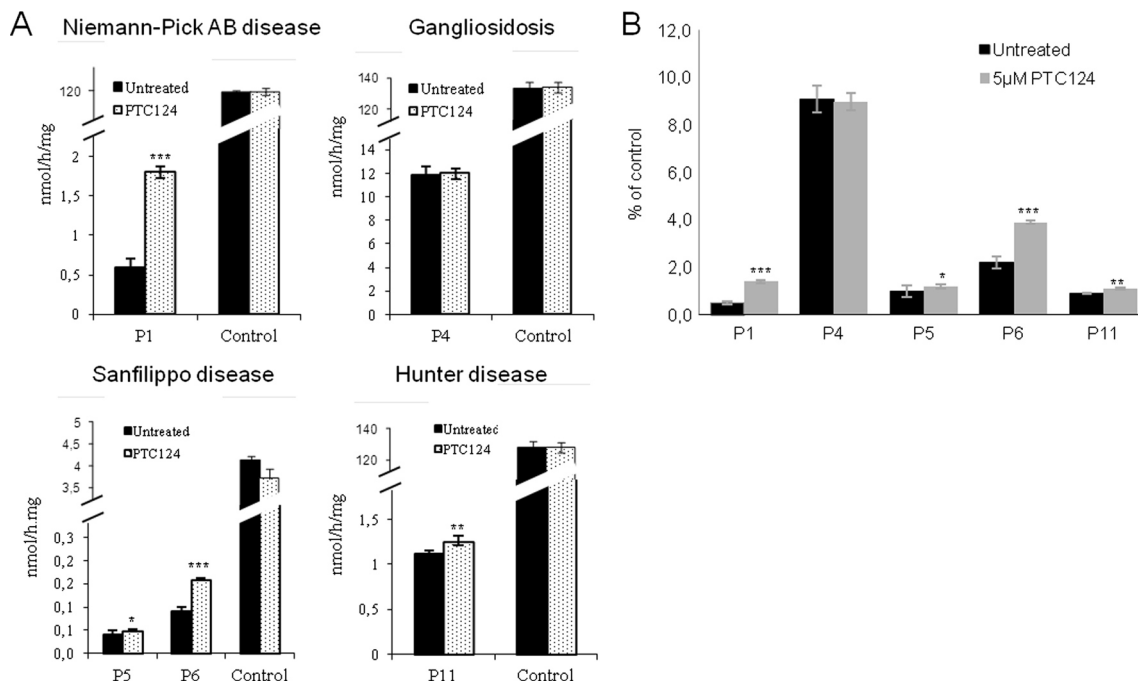 A
Niemann-Pick AB disease
Untreated
PTC124
nmol/h/mg
120
2
1,5
1
0,5
0
***
P1
Control
Gangliosidosis
Untreated
PTC124
nmol/h/mg
140
130
120
14
12
10
8
6
4
2
0
P4
Control
Sanfilippo disease
Untreated
PTC124
nmol/h.mg
5
4,5
4
3,5
0,3
0,2
0,2
0,1
0,1
0,0
*
***
P5
P6
Control
Hunter disease
Untreated
PTC124
nmol/h/mg
140
130
120
1,5
1
0,5
0
**
P11
Control
B
Untreated
5µM PTC124
% of control
12,0
10,0
8,0
6,0
4,0
2,0
0,0
***
*
***
**
P1
P4
P5
P6
P11